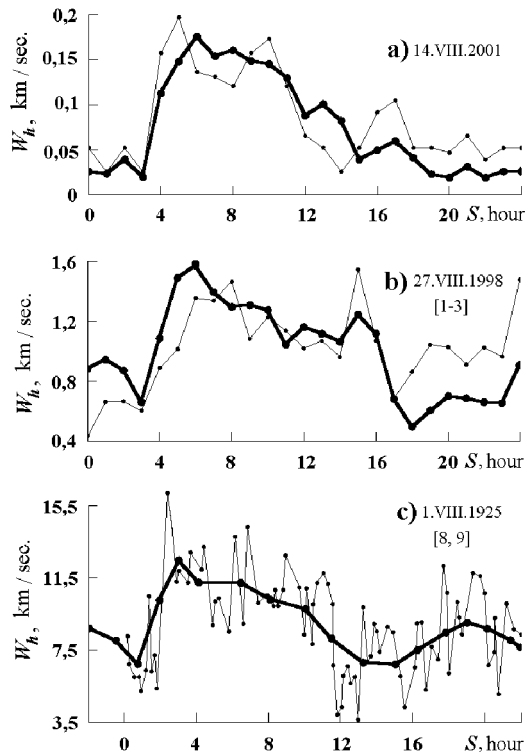 0,2
0,15
0,1
0,05
0
W_h, km / sec.
a) 14.VIII.2001
0 4 8 12 16 20 S, hour
1,6
1,2
0,8
0,4
W_h, km / sec.
b) 27.VIII.1998
[1-3]
0 4 8 12 16 20 S, hour
15,5
11,5
7,5
3,5
W_h, km / sec.
c) 1.VIII.1925
[8, 9]
0 4 8 12 16 20 S, hour